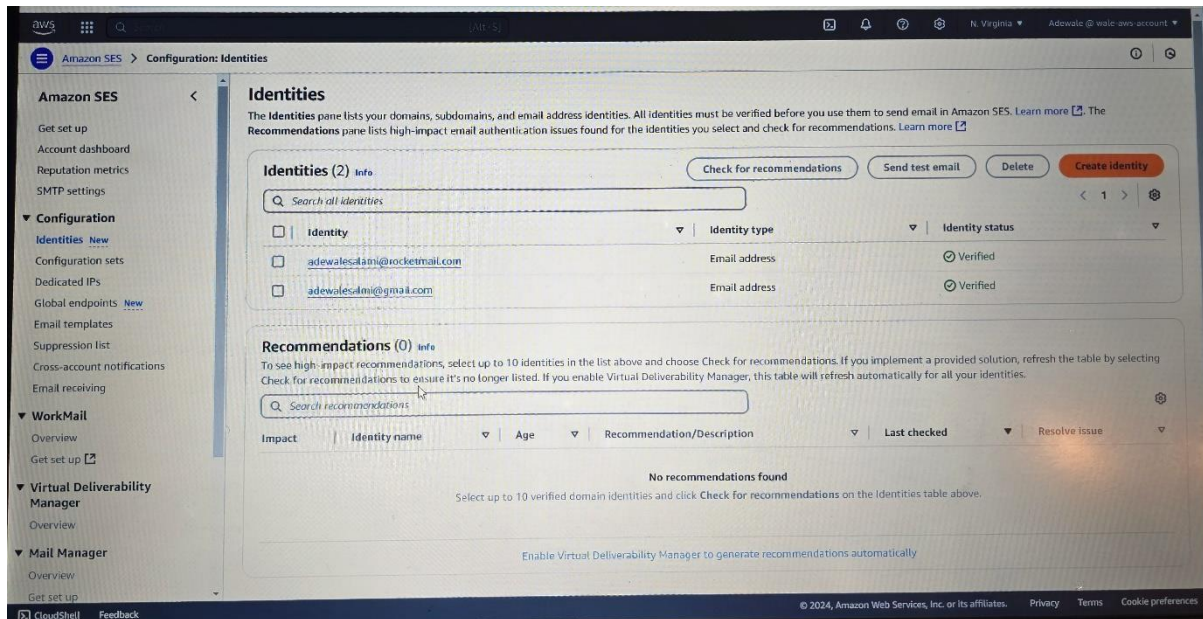 aws
[Alt+S]
N. Virginia ▼
Adewale @ wale-aws-account ▼
Amazon SES > Configuration: Identities
Amazon SES
Get set up
Account dashboard
Reputation metrics
SMTP settings
▼ Configuration
Identities New
Configuration sets
Dedicated IPs
Global endpoints New
Email templates
Suppression list
Cross-account notifications
Email receiving
▼ WorkMail
Overview
Get set up
▼ Virtual Deliverability
Manager
Overview
▼ Mail Manager
Overview
Get set up
Identities
The Identities pane lists your domains, subdomains, and email address identities. All identities must be verified before you use them to send email in Amazon SES. Learn more. The
Recommendations pane lists high-impact email authentication issues found for the identities you select and check for recommendations. Learn more
Identities (2) Info
Check for recommendations
Send test email
Delete
Create identity
Search all identities
< 1 >
Identity
Identity type
Identity status
adewalesalami@rocketmail.com
Email address
Verified
adewalesalmi@gmail.com
Email address
Verified
Recommendations (0) Info
To see high-impact recommendations, select up to 10 identities in the list above and choose Check for recommendations. If you implement a provided solution, refresh the table by selecting
Check for recommendations to ensure it's no longer listed. If you enable Virtual Deliverability Manager, this table will refresh automatically for all your identities.
Search recommendations
Impact
Identity name
Age
Recommendation/Description
Last checked
Resolve issue
No recommendations found
Select up to 10 verified domain identities and click Check for recommendations on the Identities table above.
Enable Virtual Deliverability Manager to generate recommendations automatically
CloudShell
Feedback
© 2024, Amazon Web Services, Inc. or its affiliates.
Privacy
Terms
Cookie preferences